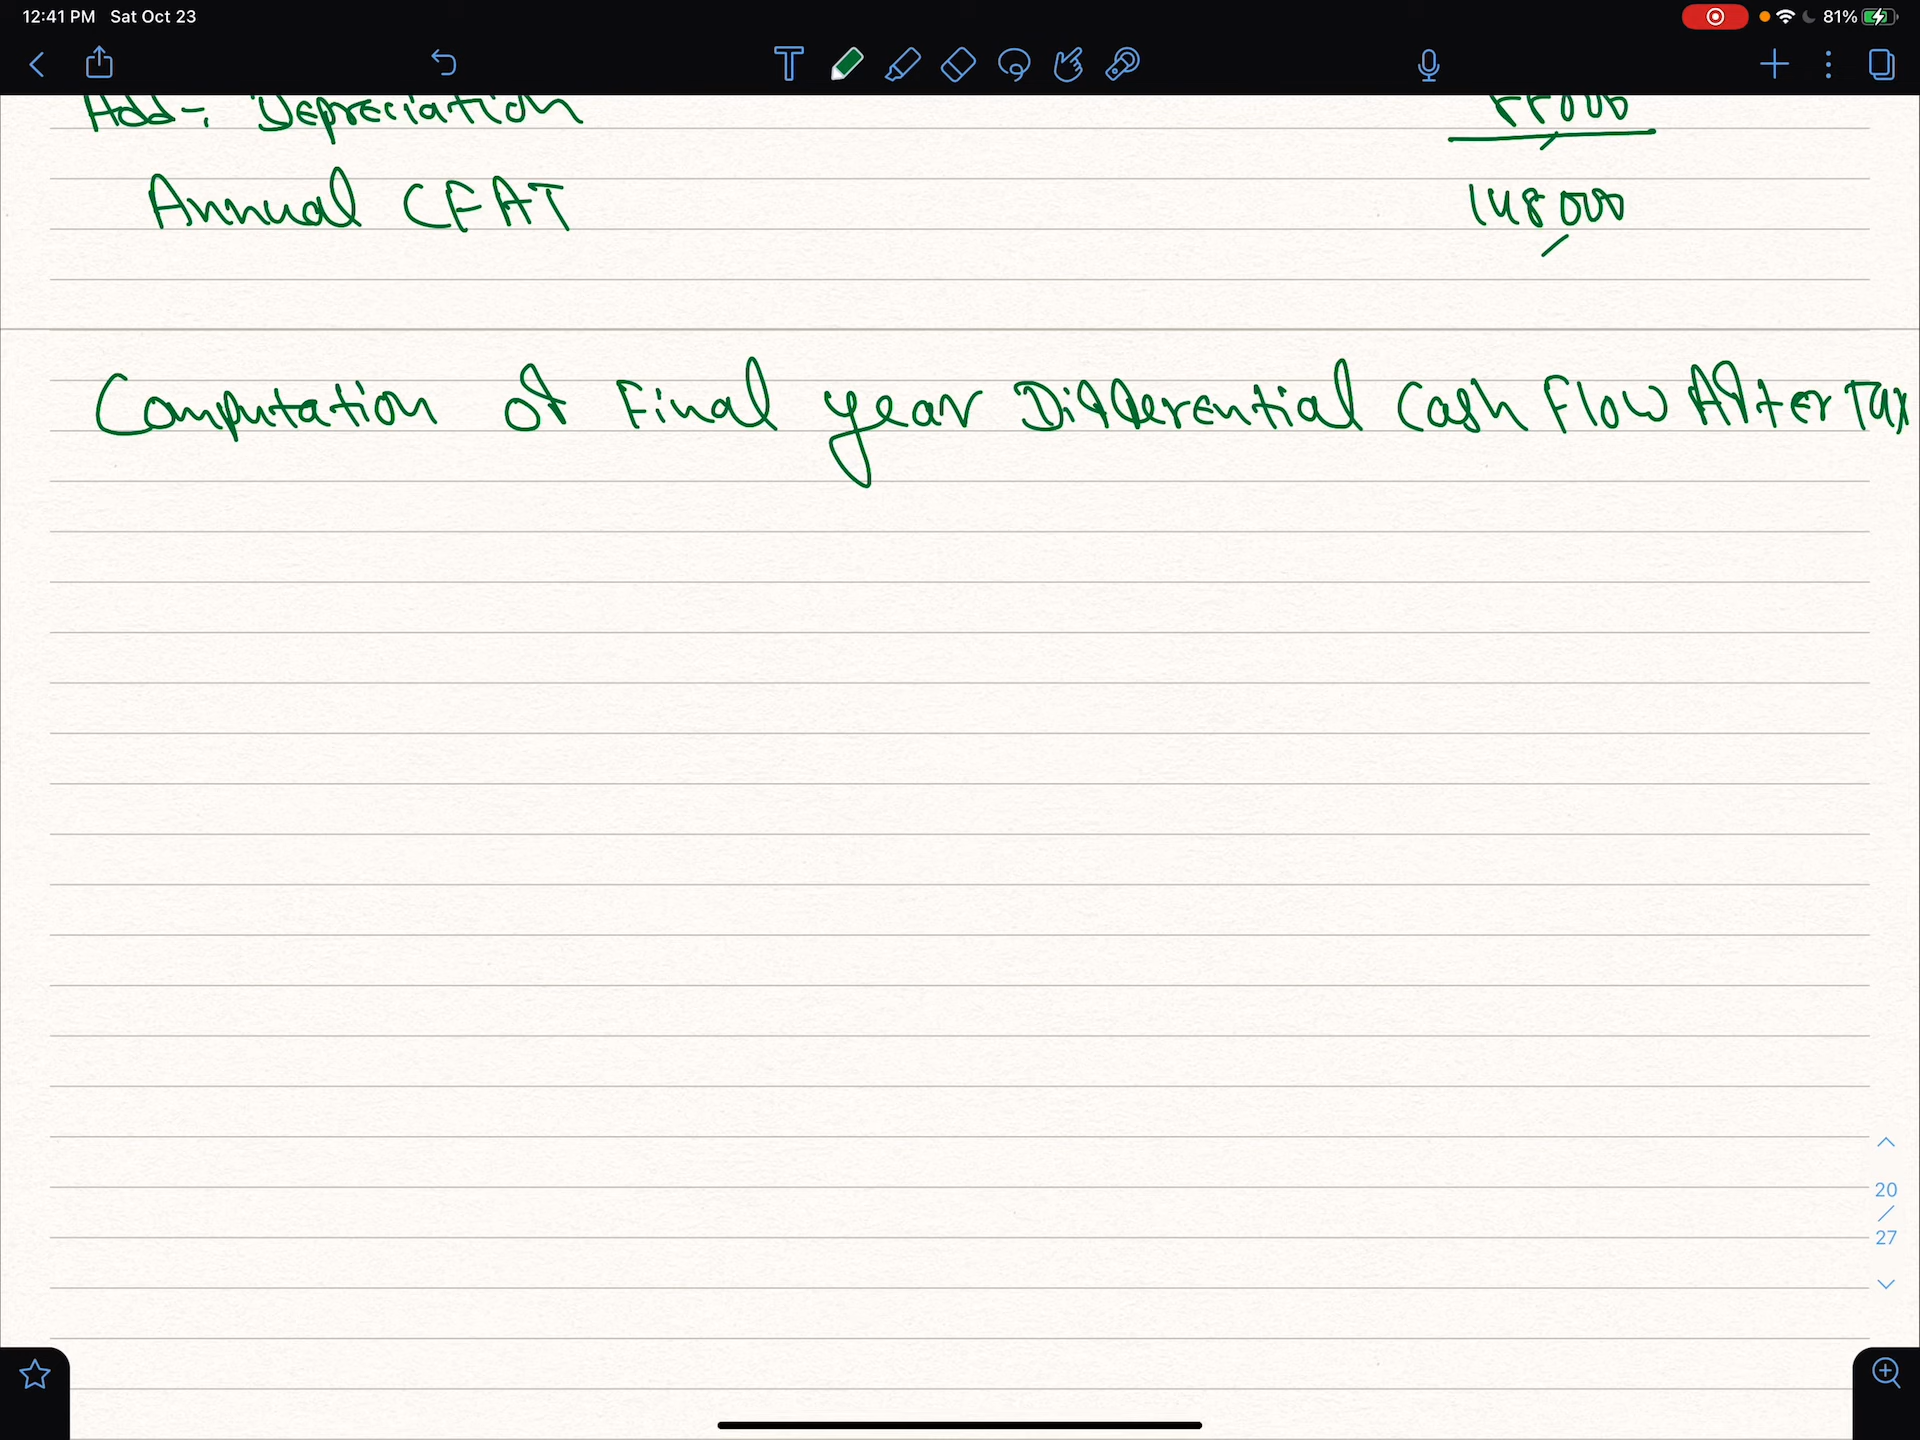 12:41 PM Sat Oct 23
81%
Add-: Depreciation
Annual CFAT 148000
Computation of Final year Differential Cash Flow After Tax
20
/
27